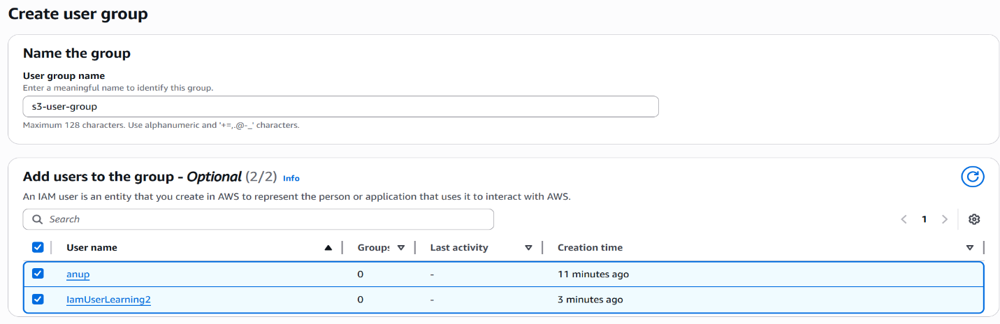 Create user group
Name the group
User group name
Enter a meaningful name to identify this group.
s3-user-group
Maximum 128 characters. Use alphanumeric and '+=,.@-_' characters.
Add users to the group - Optional (2/2) Info
An IAM user is an entity that you create in AWS to represent the person or application that uses it to interact with AWS.
Search
1
User name Groups Last activity Creation time
anup 0 - 11 minutes ago
IamUserLearning2 0 - 3 minutes ago